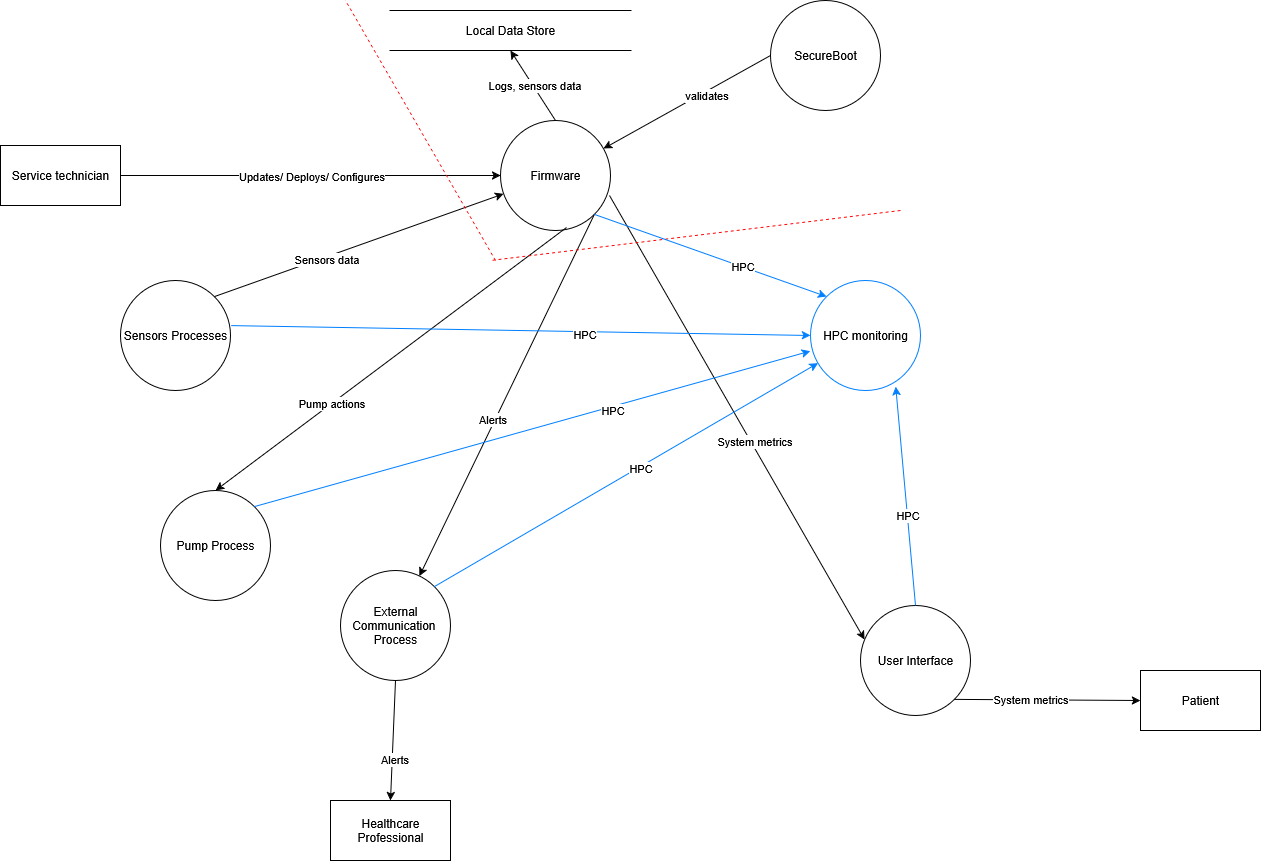 Local Data Store
SecureBoot
Logs, sensors data
validates
Service technician
Updates/ Deploys/ Configures
Firmware
Sensors data
HPC
Sensors Processes
HPC
HPC monitoring
Pump actions
HPC
Alerts
System metrics
HPC
HPC
Pump Process
External
Communication
Process
User Interface
System metrics
Patient
Alerts
Healthcare
Professional